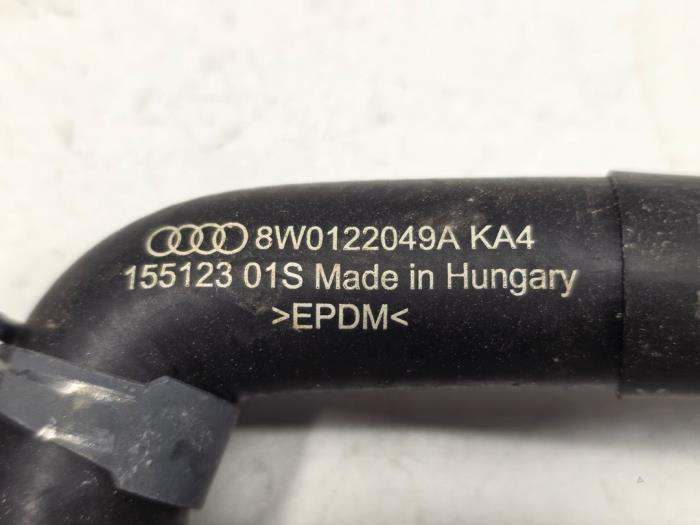 8W0122049A KA4
155123 01S Made in Hungary
>EPDM<